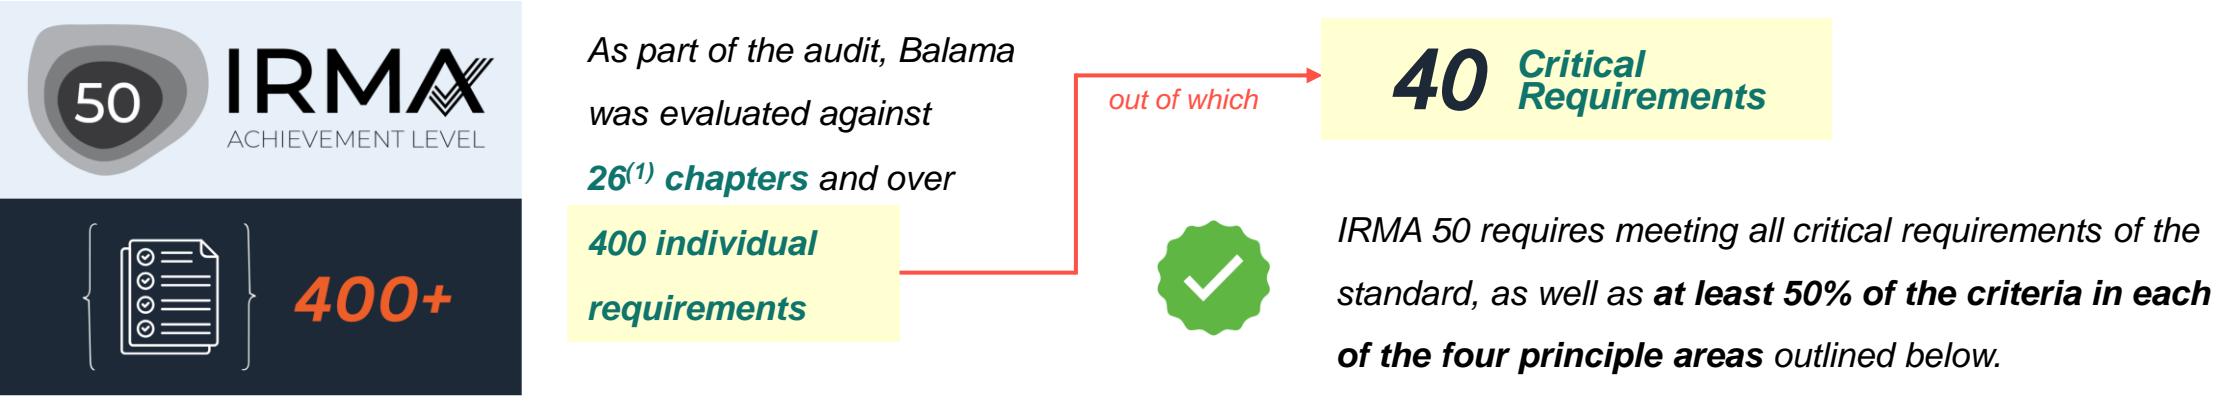 50
IRMA
ACHIEVEMENT LEVEL
400+
As part of the audit, Balama
was evaluated against
26(1) chapters and over
400 individual
requirements
out of which
40
Critical
Requirements
IRMA 50 requires meeting all critical requirements of the
standard, as well as at least 50% of the criteria in each
of the four principle areas outlined below.